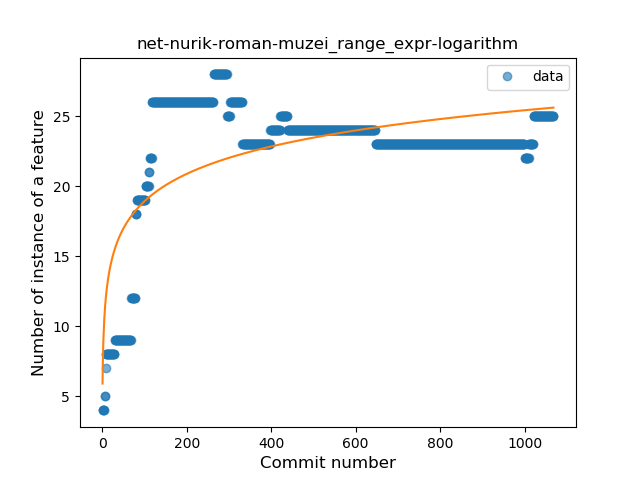 net-nurik-roman-muzei_range_expr-logarithm
data
Number of instance of a feature
25
20
15
10
5
0 200 400 600 800 1000
Commit number